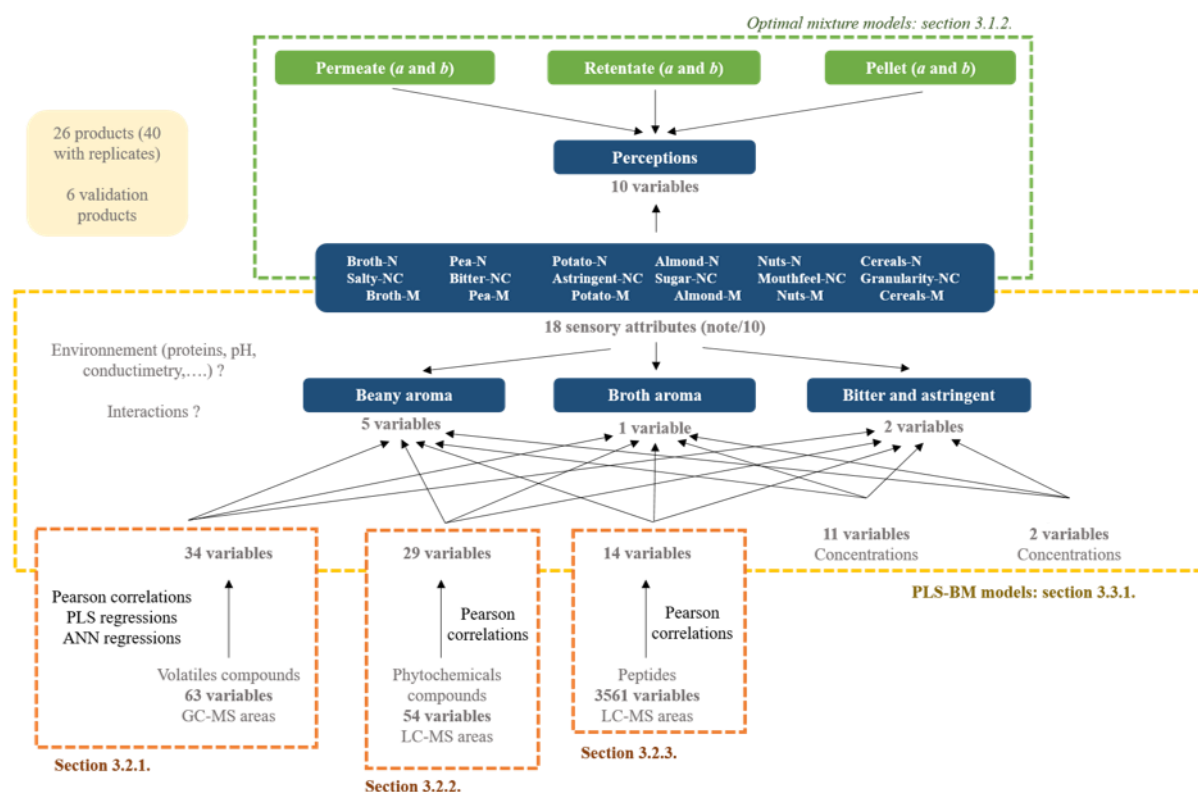 Optimal mixture models: section 3.1.2.
Permeate (a and b)
Retentate (a and b)
Pellet (a and b)
26 products (40
with replicates)
6 validation
products
Perceptions
10 variables
Broth-N Pea-N Potato-N Almond-N Nuts-N Cereals-N
Salty-NC Bitter-NC Astringent-NC Sugar-NC Mouthfeel-NC Granularity-NC
Broth-M Pea-M Potato-M Almond-M Nuts-M Cereals-M
18 sensory attributes (note/10)
Environnement (proteins, pH,
conductimetry,....) ?
Interactions ?
Beany aroma
Broth aroma
Bitter and astringent
5 variables
1 variable
2 variables
34 variables
29 variables
14 variables
11 variables
Concentrations
2 variables
Concentrations
PLS-BM models: section 3.3.1.
Pearson correlations
PLS regressions
ANN regressions
Pearson
correlations
Pearson
correlations
Volatiles compounds
63 variables
GC-MS areas
Phytochemicals
compounds
54 variables
LC-MS areas
Peptides
3561 variables
LC-MS areas
Section 3.2.1.
Section 3.2.2.
Section 3.2.3.